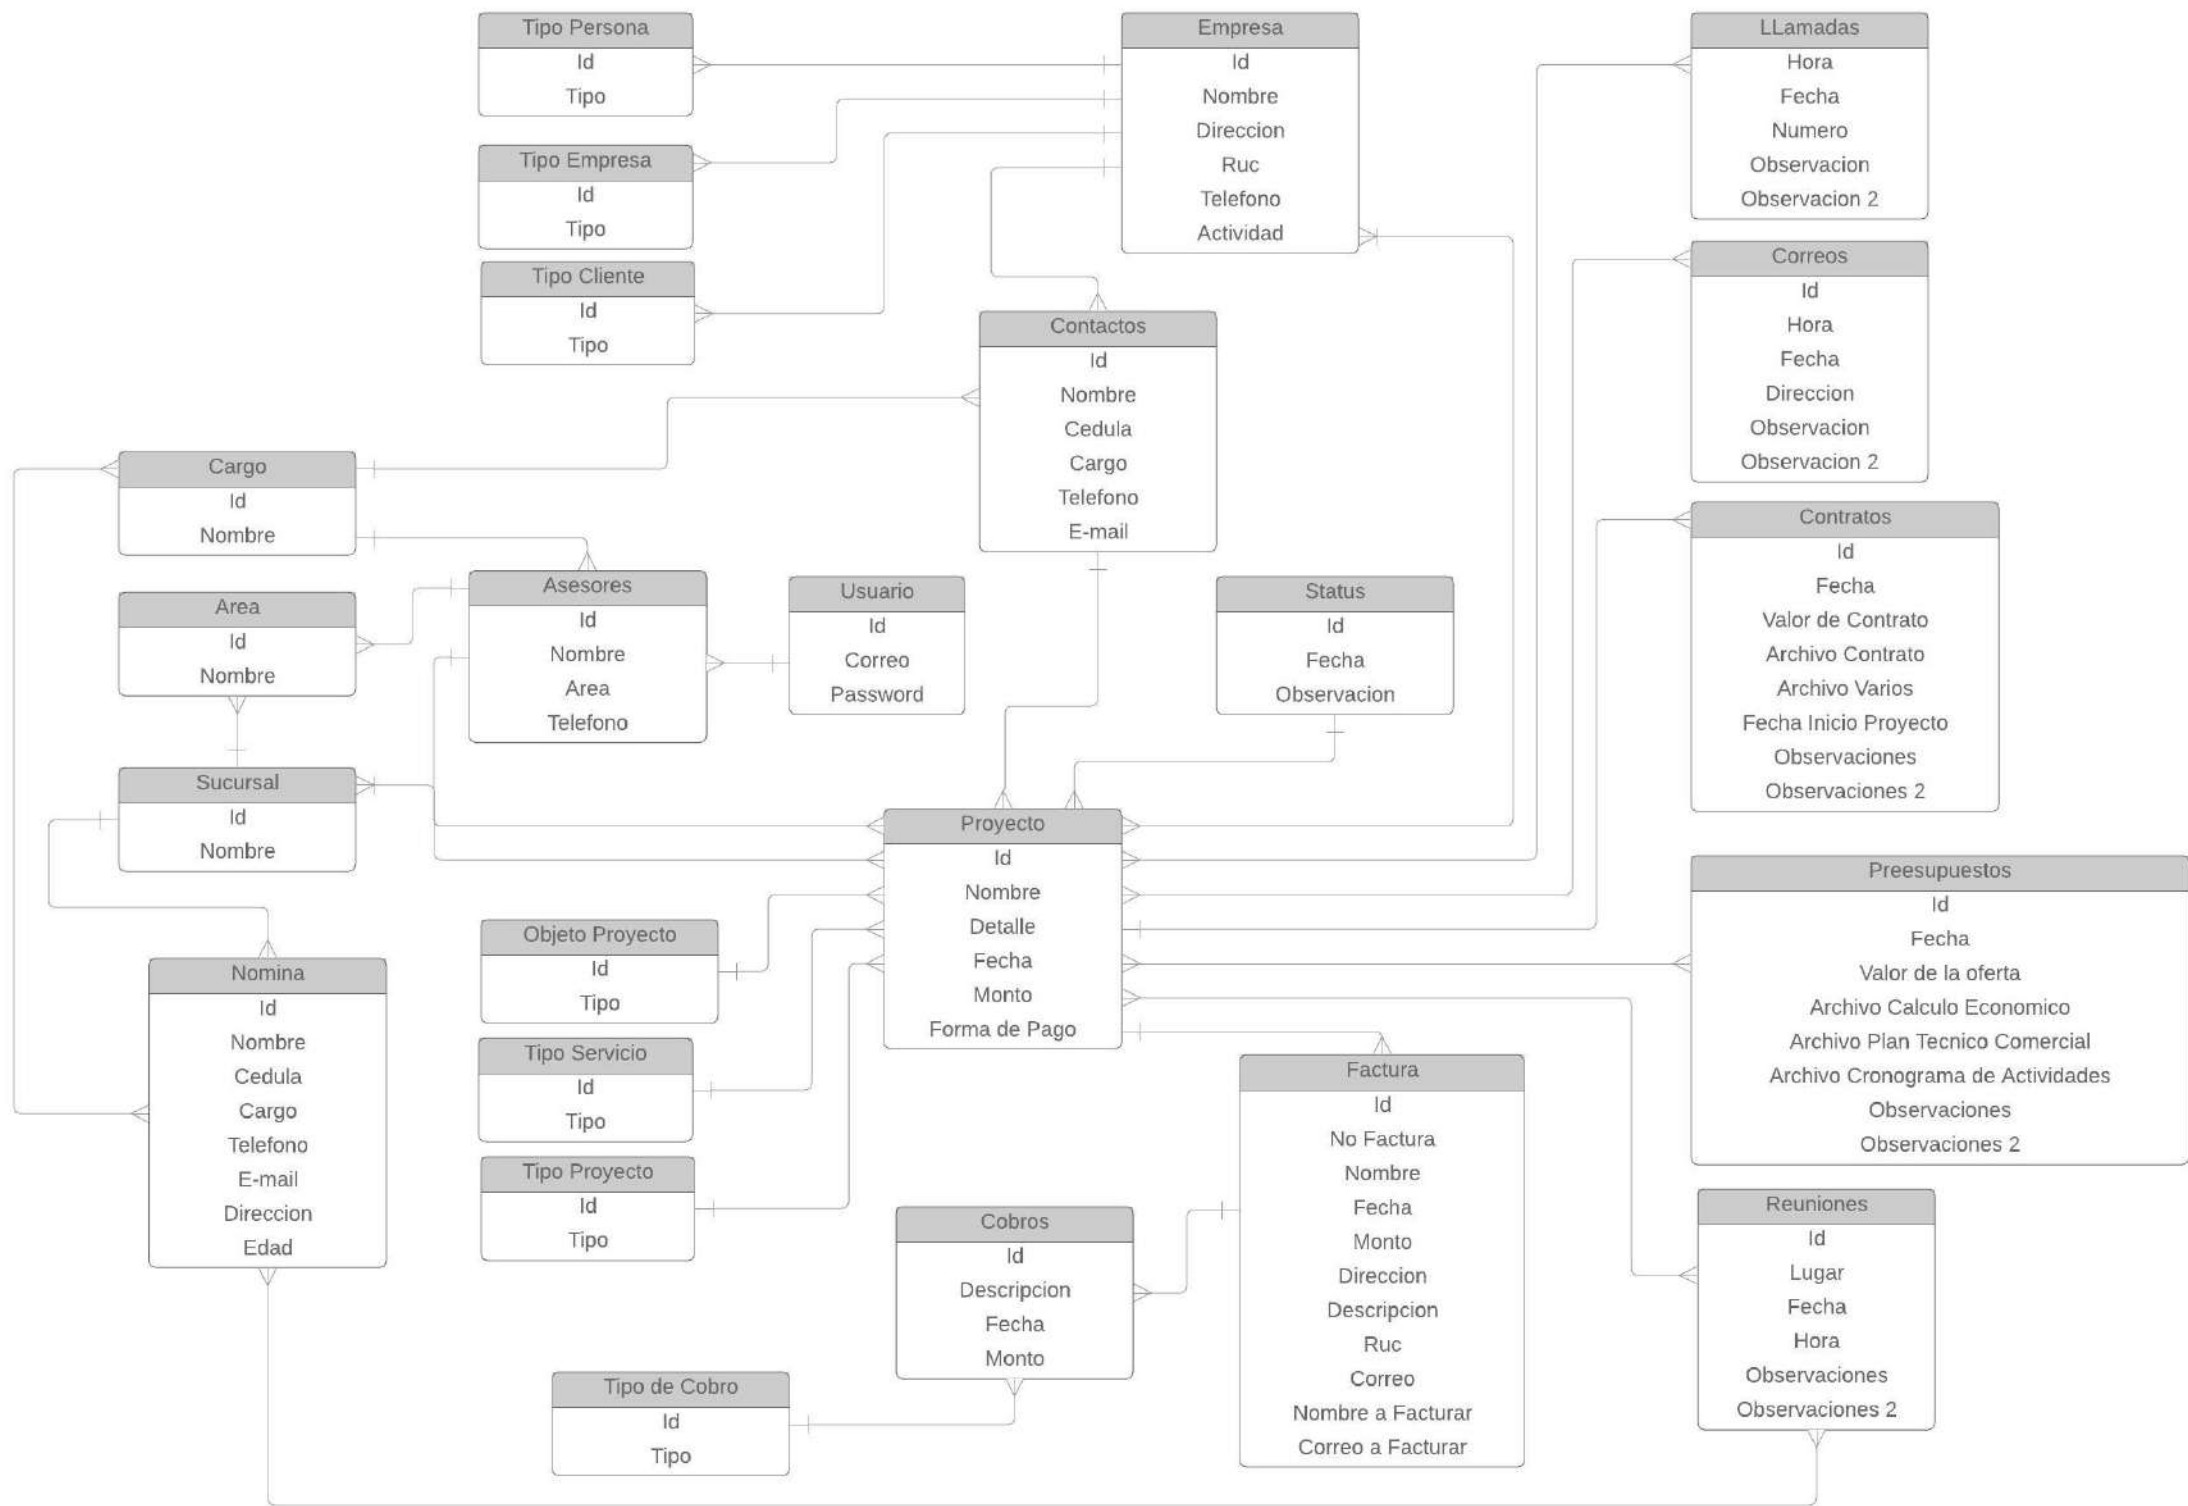 Tipo Persona
Id
Tipo
Tipo Empresa
Id
Tipo
Tipo Cliente
Id
Tipo
Empresa
Id
Nombre
Direccion
Ruc
Telefono
Actividad
LLamadas
Hora
Fecha
Numero
Observacion
Observacion 2
Correos
Id
Hora
Fecha
Direccion
Observacion
Observacion 2
Contactos
Id
Nombre
Cedula
Cargo
Telefono
E-mail
Cargo
Id
Nombre
Area
Id
Nombre
Asesores
Id
Nombre
Area
Telefono
Usuario
Id
Correo
Password
Status
Id
Fecha
Observacion
Contratos
Id
Fecha
Valor de Contrato
Archivo Contrato
Archivo Varios
Fecha Inicio Proyecto
Observaciones
Observaciones 2
Sucursal
Id
Nombre
Proyecto
Id
Nombre
Detalle
Fecha
Monto
Forma de Pago
Preesupuestos
Id
Fecha
Valor de la oferta
Archivo Calculo Economico
Archivo Plan Tecnico Comercial
Archivo Cronograma de Actividades
Observaciones
Observaciones 2
Nomina
Id
Nombre
Cedula
Cargo
Telefono
E-mail
Direccion
Edad
Objeto Proyecto
Id
Tipo
Tipo Servicio
Id
Tipo
Tipo Proyecto
Id
Tipo
Factura
Id
No Factura
Nombre
Fecha
Monto
Direccion
Descripcion
Ruc
Correo
Nombre a Facturar
Correo a Facturar
Cobros
Id
Descripcion
Fecha
Monto
Reuniones
Id
Lugar
Fecha
Hora
Observaciones
Observaciones 2
Tipo de Cobro
Id
Tipo